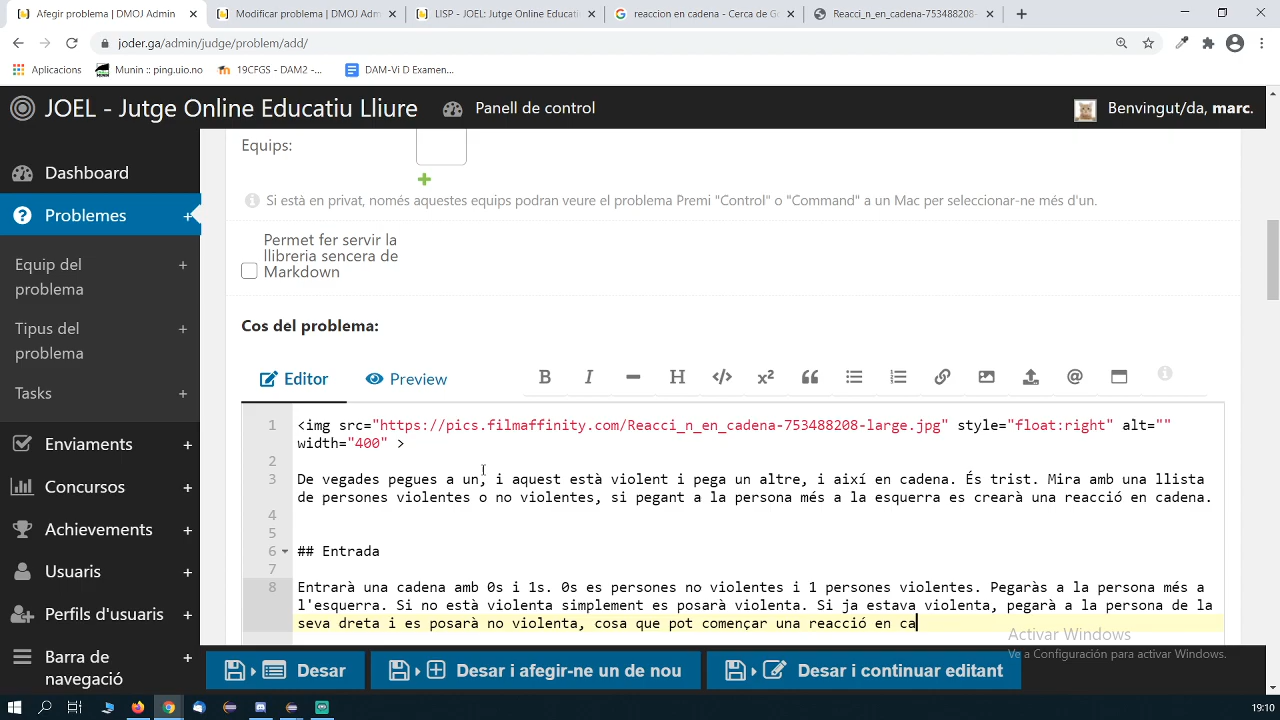 Afegir problema | DMOJ Admin
Modificar problema | DMOJ Adm
LISP - JOEL: Jutge Online Educati
reaccion en cadena - Cerca de Go
Reacci_n_en_cadena-753488208-
joder.ga/admin/judge/problem/add/
Aplicacions
Munin :: ping.uio.no
19CFGS - DAM2 -...
DAM-Vi D Examen...
JOEL - Jutge Online Educatiu Lliure
Panell de control
Benvingut/da, marc.
Dashboard
Problemes
Equip del
problema
Tipus del
problema
Tasks
Enviaments
Concursos
Achievements
Usuaris
Perfils d'usuaris
Barra de
navegació
Equips:
Si està en privat, només aquestes equips podran veure el problema Premi "Control" o "Command" a un Mac per seleccionar-ne més d'un.
Permet fer servir la
llibreria sencera de
Markdown
Cos del problema:
Editor
Preview
1 <img src="https://pics.filmaffinity.com/Reacci_n_en_cadena-753488208-large.jpg" style="float:right" alt=""
width="400" >
2
3 De vegades pegues a un, i aquest està violent i pega un altre, i així en cadena. És trist. Mira amb una llista
de persones violentes o no violentes, si pegant a la persona més a la esquerra es crearà una reacció en cadena.
4
5
6 ## Entrada
7
8 Entrarà una cadena amb 0s i 1s. 0s es persones no violentes i 1 persones violentes. Pegaràs a la persona més a
l'esquerra. Si no està violenta simplement es posarà violenta. Si ja estava violenta, pegarà a la persona de la
seva dreta i es posarà no violenta, cosa que pot començar una reacció en ca
Activar Windows
Ve a Configuración para activar Windows.
Desar
Desar i afegir-ne un de nou
Desar i continuar editant
19:10